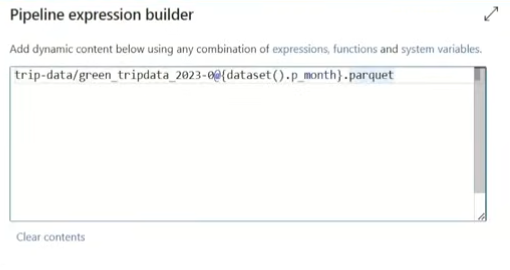 Pipeline expression builder
Add dynamic content below using any combination of expressions, functions and system variables.
trip-data/green_tripdata_2023-0@{dataset().p_month}.parquet
Clear contents